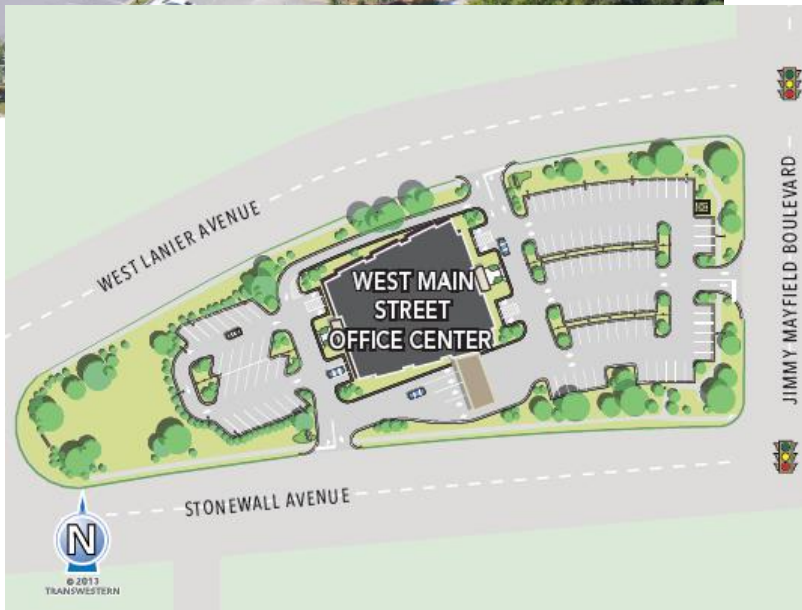 WEST LANIER AVENUE
WEST MAIN
STREET
OFFICE CENTER
JIMMY MAYFIELD BOULEVARD
STONEWALL AVENUE
N
© 2013
TRANSWESTERN